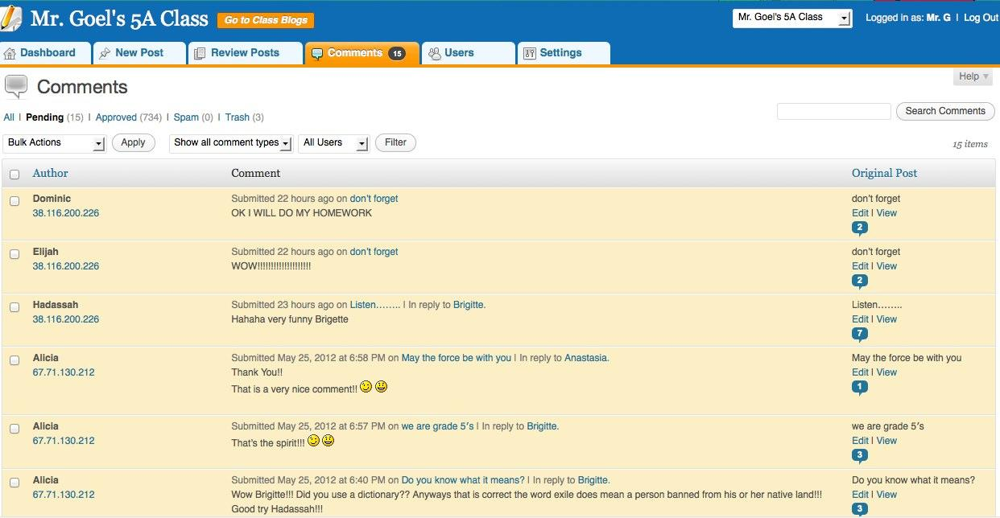 Mr. Goel's 5A Class Go to Class Blogs Mr. Goel's 5A Class Logged in as: Mr. G | Log Out
Dashboard New Post Review Posts Comments 15 Users Settings
Help
Comments
All | Pending (15) | Approved (734) | Spam (0) | Trash (3) Search Comments
Bulk Actions Apply Show all comment types All Users Filter 15 items
Author Comment Original Post
Dominic Submitted 22 hours ago on don't forget don't forget
38.116.200.226 OK I WILL DO MY HOMEWORK Edit | View
2
Elijah Submitted 22 hours ago on don't forget don't forget
38.116.200.226 WOW!!!!!!!!!!!!!!!!!!!! Edit | View
2
Hadassah Submitted 23 hours ago on Listen........ | In reply to Brigitte. Listen........
38.116.200.226 Hahaha very funny Brigette Edit | View
7
Alicia Submitted May 25, 2012 at 6:58 PM on May the force be with you | In reply to Anastasia. May the force be with you
67.71.130.212 Thank You!! Edit | View
That is a very nice comment!! 1
Alicia Submitted May 25, 2012 at 6:57 PM on we are grade 5′s | In reply to Brigitte. we are grade 5′s
67.71.130.212 That's the spirit!!! Edit | View
3
Alicia Submitted May 25, 2012 at 6:40 PM on Do you know what it means? | In reply to Brigitte. Do you know what it means?
67.71.130.212 Wow Brigitte!!! Did you use a dictionary?? Anyways that is correct the word exile does mean a person banned from his or her native land!!! Edit | View
Good try Hadassah!!! 3